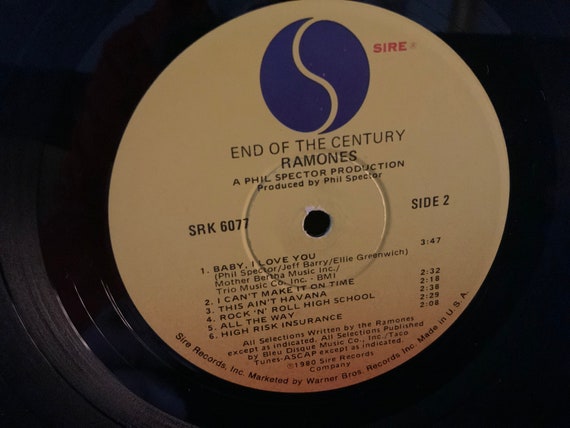 SIRE®
END OF THE CENTURY
RAMONES
A PHIL SPECTOR PRODUCTION
Produced by Phil Spector
SRK 6077
SIDE 2
1. BABY, I LOVE YOU 3:47
(Phil Spector/Jeff Barry/Ellie Greenwich)
Mother Bertha Music Inc./
Trio Music Co. Inc. - BMI
2. I CAN'T MAKE IT ON TIME 2:32
3. THIS AIN'T HAVANA 2:18
4. ROCK 'N' ROLL HIGH SCHOOL 2:38
5. ALL THE WAY 2:29
6. HIGH RISK INSURANCE 2:08
All Selections Written by the Ramones
except as indicated. All Selections Published
by Bleu Disque Music Co., Inc./Taco
Tunes-ASCAP except as indicated.
℗1980 Sire Records
Company
Sire Records, Inc. Marketed by Warner Bros. Records Inc. Made in U.S.A.